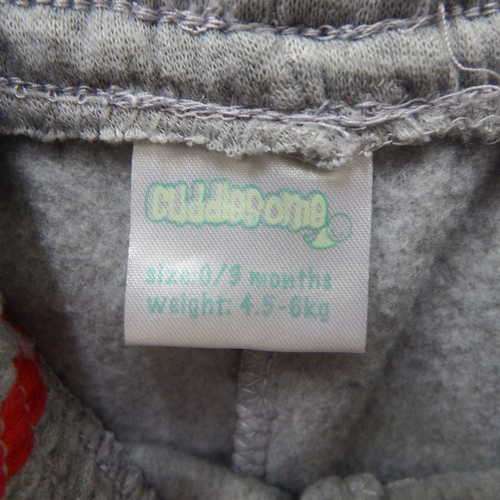 cuddlesome
size: 0/3 months
weight: 4.5-6kg